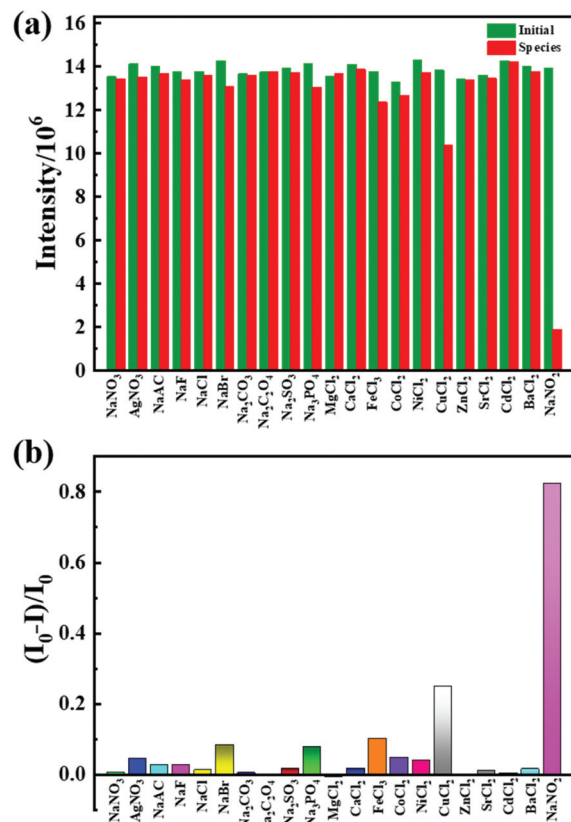 (a)
16
14
12
10
8
6
4
2
0
Intensity/10⁶
Initial
Species
NaNO₃
AgNO₃
NaAC
NaF
NaCl
NaBr
Na₂CO₃
Na₂C₂O₄
Na₂SO₃
Na₃PO₄
MgCl₂
CaCl₂
FeCl₃
CoCl₂
NiCl₂
CuCl₂
ZnCl₂
SrCl₂
CdCl₂
BaCl₂
NaNO₂
(b)
0.8
0.6
0.4
0.2
0.0
(I₀-I)/I₀
NaNO₃
AgNO₃
NaAC
NaF
NaCl
NaBr
Na₂CO₃
Na₂C₂O₄
Na₂SO₃
Na₃PO₄
MgCl₂
CaCl₂
FeCl₃
CoCl₂
NiCl₂
CuCl₂
ZnCl₂
SrCl₂
CdCl₂
BaCl₂
NaNO₂